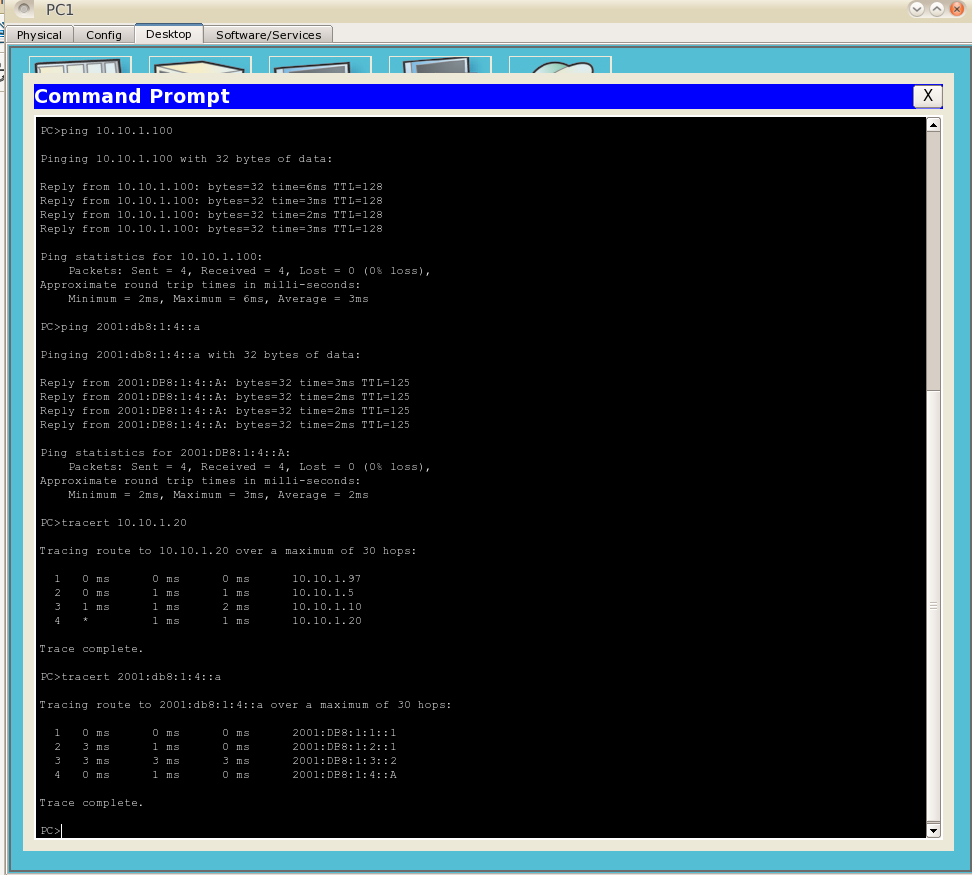 PC1
Physical Config Desktop Software/Services
Command Prompt X
PC>ping 10.10.1.100
Pinging 10.10.1.100 with 32 bytes of data:
Reply from 10.10.1.100: bytes=32 time=6ms TTL=128
Reply from 10.10.1.100: bytes=32 time=3ms TTL=128
Reply from 10.10.1.100: bytes=32 time=2ms TTL=128
Reply from 10.10.1.100: bytes=32 time=3ms TTL=128
Ping statistics for 10.10.1.100:
Packets: Sent = 4, Received = 4, Lost = 0 (0% loss),
Approximate round trip times in milli-seconds:
Minimum = 2ms, Maximum = 6ms, Average = 3ms
PC>ping 2001:db8:1:4::a
Pinging 2001:db8:1:4::a with 32 bytes of data:
Reply from 2001:DB8:1:4::A: bytes=32 time=3ms TTL=125
Reply from 2001:DB8:1:4::A: bytes=32 time=2ms TTL=125
Reply from 2001:DB8:1:4::A: bytes=32 time=2ms TTL=125
Reply from 2001:DB8:1:4::A: bytes=32 time=2ms TTL=125
Ping statistics for 2001:DB8:1:4::A:
Packets: Sent = 4, Received = 4, Lost = 0 (0% loss),
Approximate round trip times in milli-seconds:
Minimum = 2ms, Maximum = 3ms, Average = 2ms
PC>tracert 10.10.1.20
Tracing route to 10.10.1.20 over a maximum of 30 hops:
1 0 ms 0 ms 0 ms 10.10.1.97
2 0 ms 1 ms 1 ms 10.10.1.5
3 1 ms 1 ms 2 ms 10.10.1.10
4 * 1 ms 1 ms 10.10.1.20
Trace complete.
PC>tracert 2001:db8:1:4::a
Tracing route to 2001:db8:1:4::a over a maximum of 30 hops:
1 0 ms 0 ms 0 ms 2001:DB8:1:1::1
2 3 ms 1 ms 0 ms 2001:DB8:1:2::1
3 3 ms 3 ms 3 ms 2001:DB8:1:3::2
4 0 ms 1 ms 0 ms 2001:DB8:1:4::A
Trace complete.
PC>